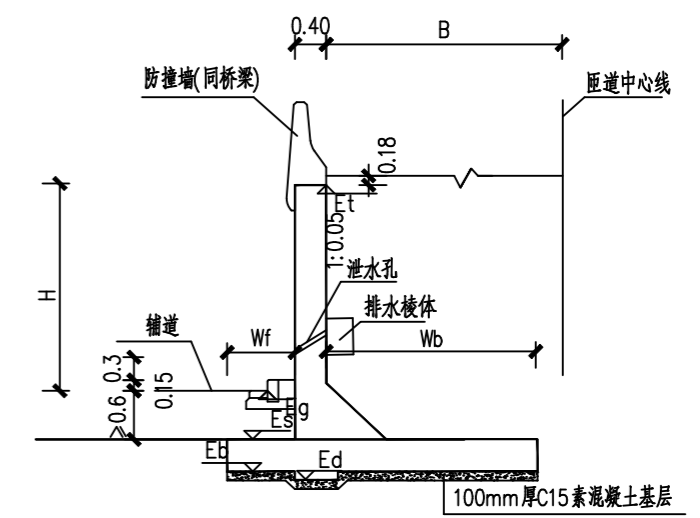 0.40
B
防撞墙(同桥梁)
匝道中心线
0.18
Et
1:0.05
H
泄水孔
排水棱体
辅道
Wf
Wb
0.3
0.15
≥0.6
Eg
Es
Eb
Ed
100mm厚C15素混凝土基层